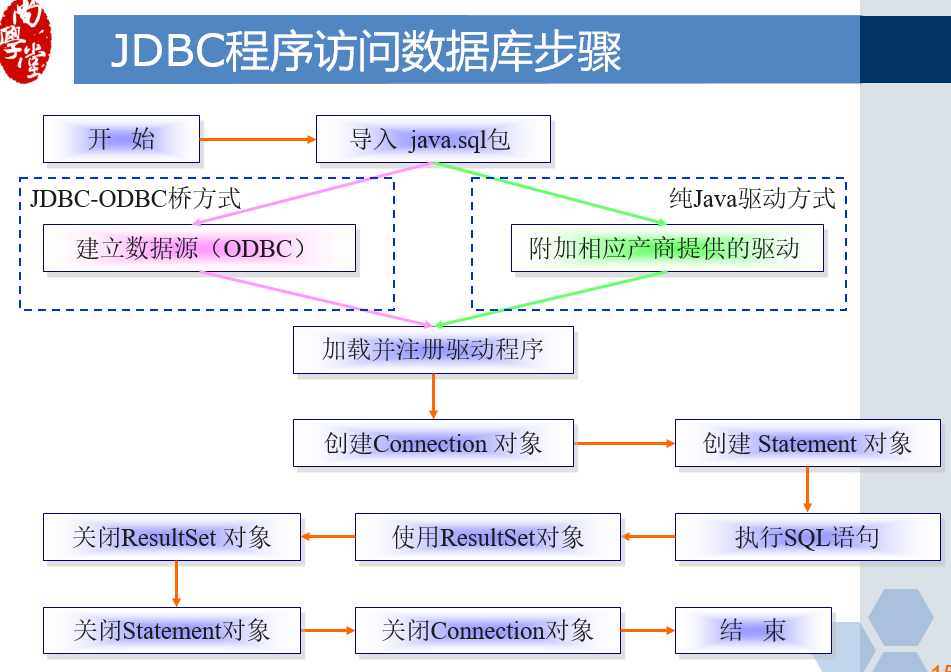 尚學堂
JDBC程序访问数据库步骤
开 始
导入 java.sql包
JDBC-ODBC桥方式
纯Java驱动方式
建立数据源（ODBC）
附加相应产商提供的驱动
加载并注册驱动程序
创建Connection 对象
创建 Statement 对象
关闭ResultSet 对象
使用ResultSet对象
执行SQL语句
关闭Statement对象
关闭Connection对象
结 束